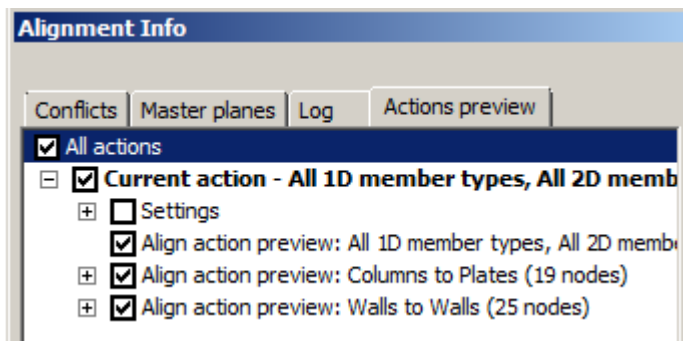 Alignment Info
Conflicts Master planes Log Actions preview
All actions
Current action - All 1D member types, All 2D memb
Settings
Align action preview: All 1D member types, All 2D membe
Align action preview: Columns to Plates (19 nodes)
Align action preview: Walls to Walls (25 nodes)